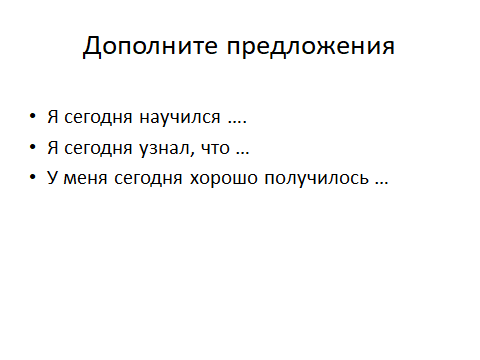 Дополните предложения
• Я сегодня научился ….
• Я сегодня узнал, что …
• У меня сегодня хорошо получилось …